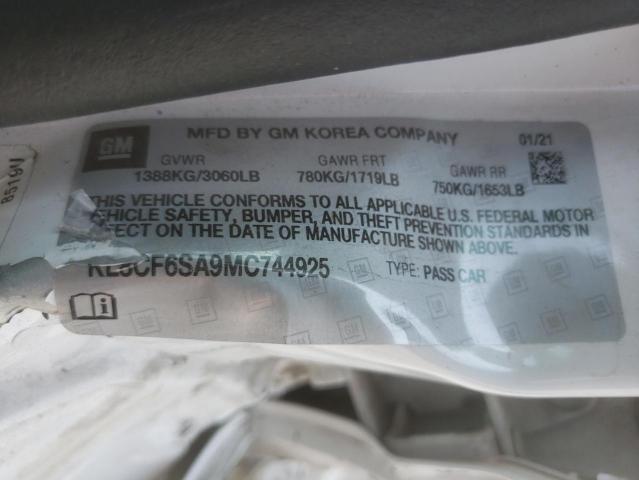 GM
MFD BY GM KOREA COMPANY 01/21
GVWR GAWR FRT GAWR RR
1388KG/3060LB 780KG/1719LB 750KG/1653LB
THIS VEHICLE CONFORMS TO ALL APPLICABLE U.S. FEDERAL MOTOR
VEHICLE SAFETY, BUMPER, AND THEFT PREVENTION STANDARDS IN
EFFECT ON THE DATE OF MANUFACTURE SHOWN ABOVE.
KL8CF6SA9MC744925 TYPE: PASS CAR
i
8519V